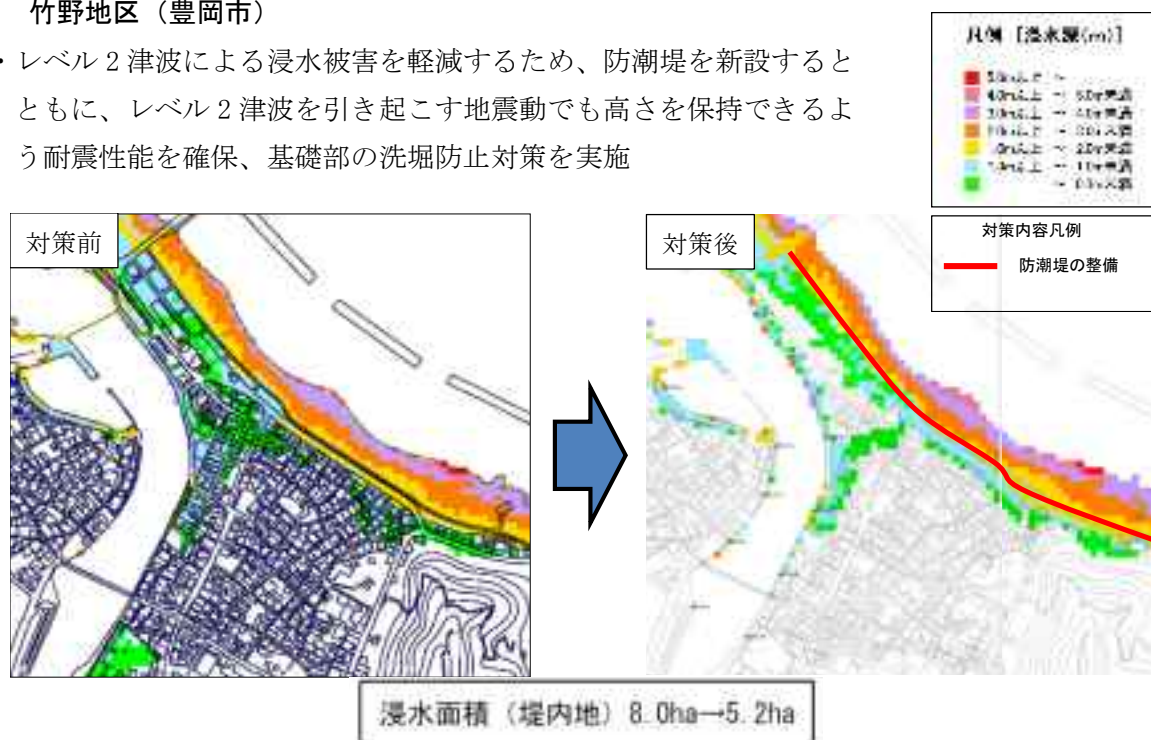 竹野地区（豊岡市）
・レベル２津波による浸水被害を軽減するため、防潮堤を新設すると
ともに、レベル２津波を引き起こす地震動でも高さを保持できるよ
う耐震性能を確保、基礎部の洗堀防止対策を実施
凡例 [浸水深(m)]
対策前
対策後
対策内容凡例
防潮堤の整備
浸水面積（堤内地）8.0ha→5.2ha